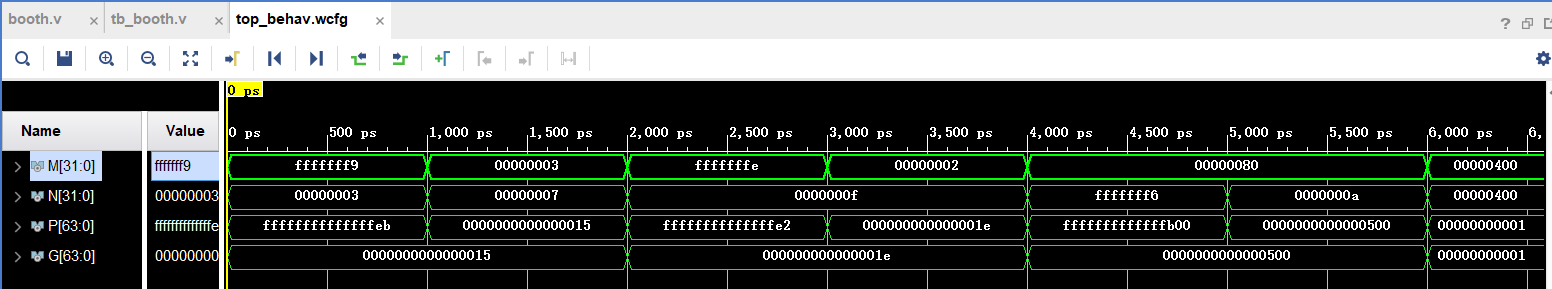 booth.v × tb_booth.v × top_behav.wcfg ×
?
0 ps
Name Value 0 ps 500 ps 1,000 ps 1,500 ps 2,000 ps 2,500 ps 3,000 ps 3,500 ps 4,000 ps 4,500 ps 5,000 ps 5,500 ps 6,000 ps 6,
M[31:0] fffffff9 fffffff9 00000003 fffffffe 00000002 00000080 00000400
N[31:0] 00000003 00000003 00000007 0000000f fffffff6 0000000a 00000400
P[63:0] fffffffffffffe ffffffffffffffeb 0000000000000015 ffffffffffffffe2 000000000000001e fffffffffffffb00 0000000000000500 00000000001
G[63:0] 00000000 0000000000000015 000000000000001e 0000000000000500 00000000001